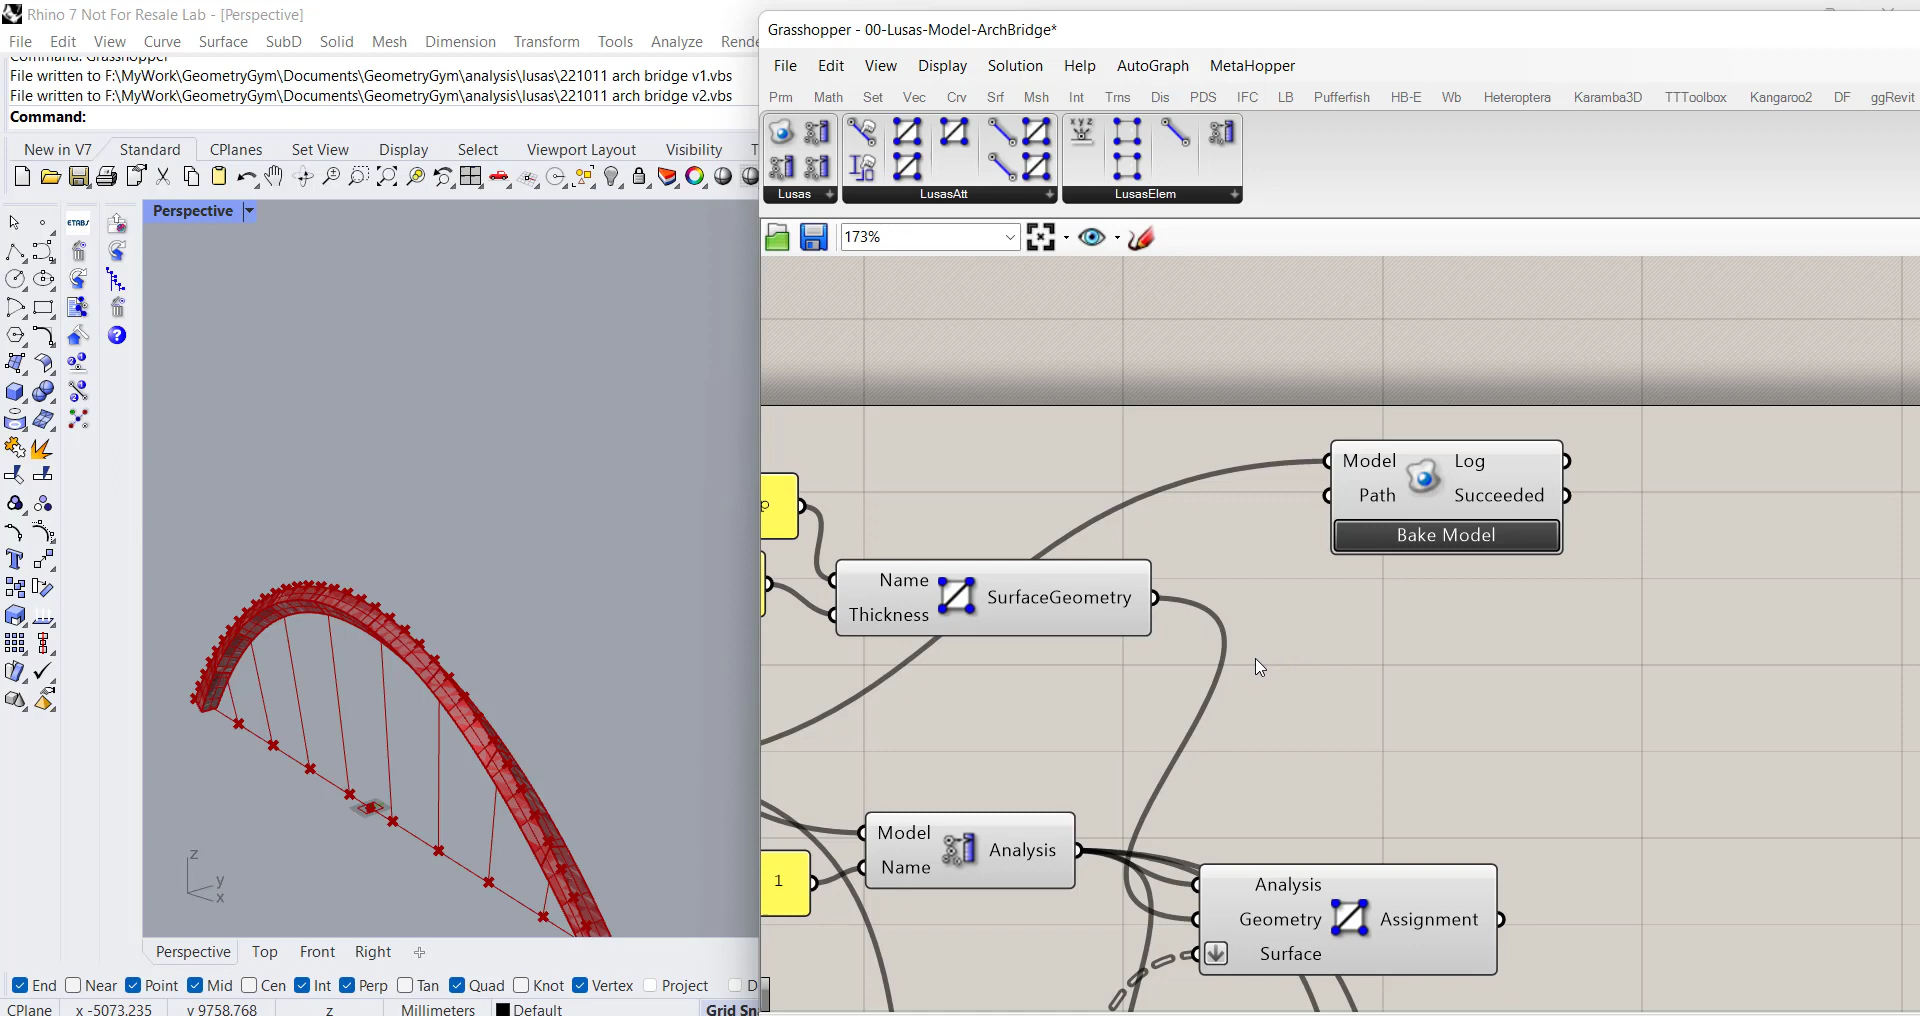 Rhino 7 Not For Resale Lab - [Perspective]
File Edit View Curve Surface SubD Solid Mesh Dimension Transform Tools Analyze
Command: Grasshopper
File written to F:\MyWork\GeometryGym\Documents\GeometryGym\analysis\lusas\221011 arch bridge v1.vbs
File written to F:\MyWork\GeometryGym\Documents\GeometryGym\analysis\lusas\221011 arch bridge v2.vbs
Command:
New in V7 Standard CPlanes Set View Display Select Viewport Layout Visibility
ETABS
Perspective
z
y
x
Perspective Top Front Right
End Near Point Mid Cen Int Perp Tan Quad Knot Vertex Project
CPlane x -5073.235 y 9758.768 z Millimeters Default
Grasshopper - 00-Lusas-Model-ArchBridge*
File Edit View Display Solution Help AutoGraph MetaHopper
Prm Math Set Vec Crv Srf Msh Int Trns Dis PDS IFC LB Pufferfish HB-E Wb Heteroptera Karamba3D TTToolbox Kangaroo2 DF ggRevit
xyz
Lusas LusasAtt LusasElem
173%
Model Log
Path Succeeded
Bake Model
Name
Thickness
SurfaceGeometry
Model
Name
Analysis
1
Analysis
Geometry Assignment
Surface